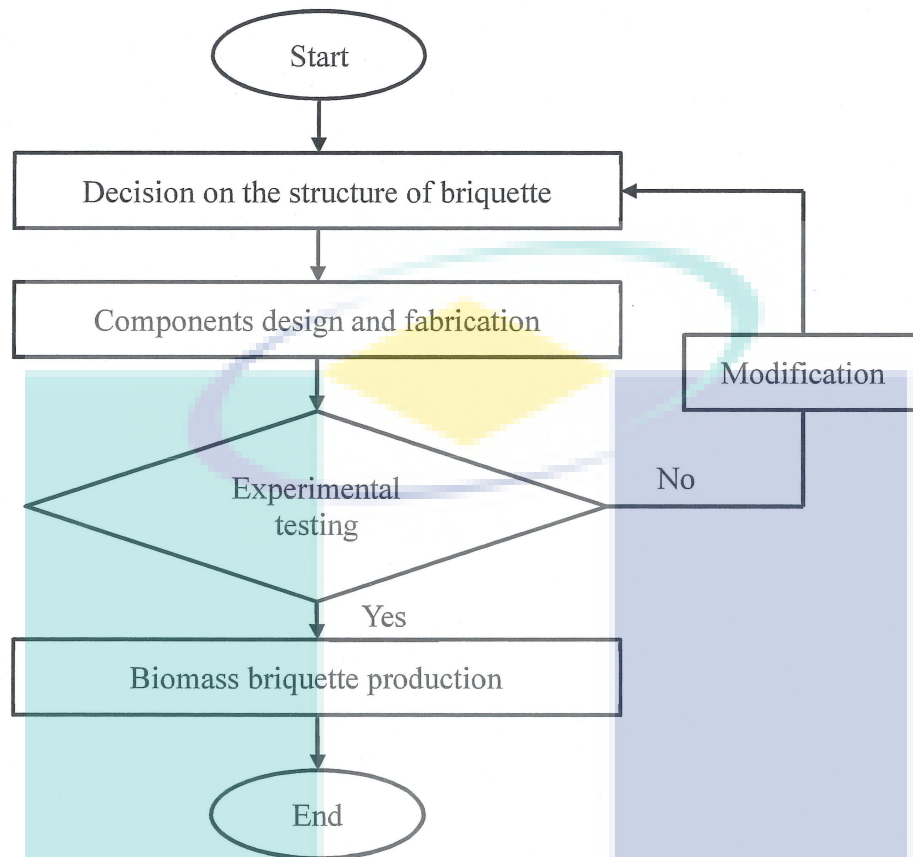 Start
Decision on the structure of briquette
Components design and fabrication
Modification
Experimental
testing
No
Yes
Biomass briquette production
End